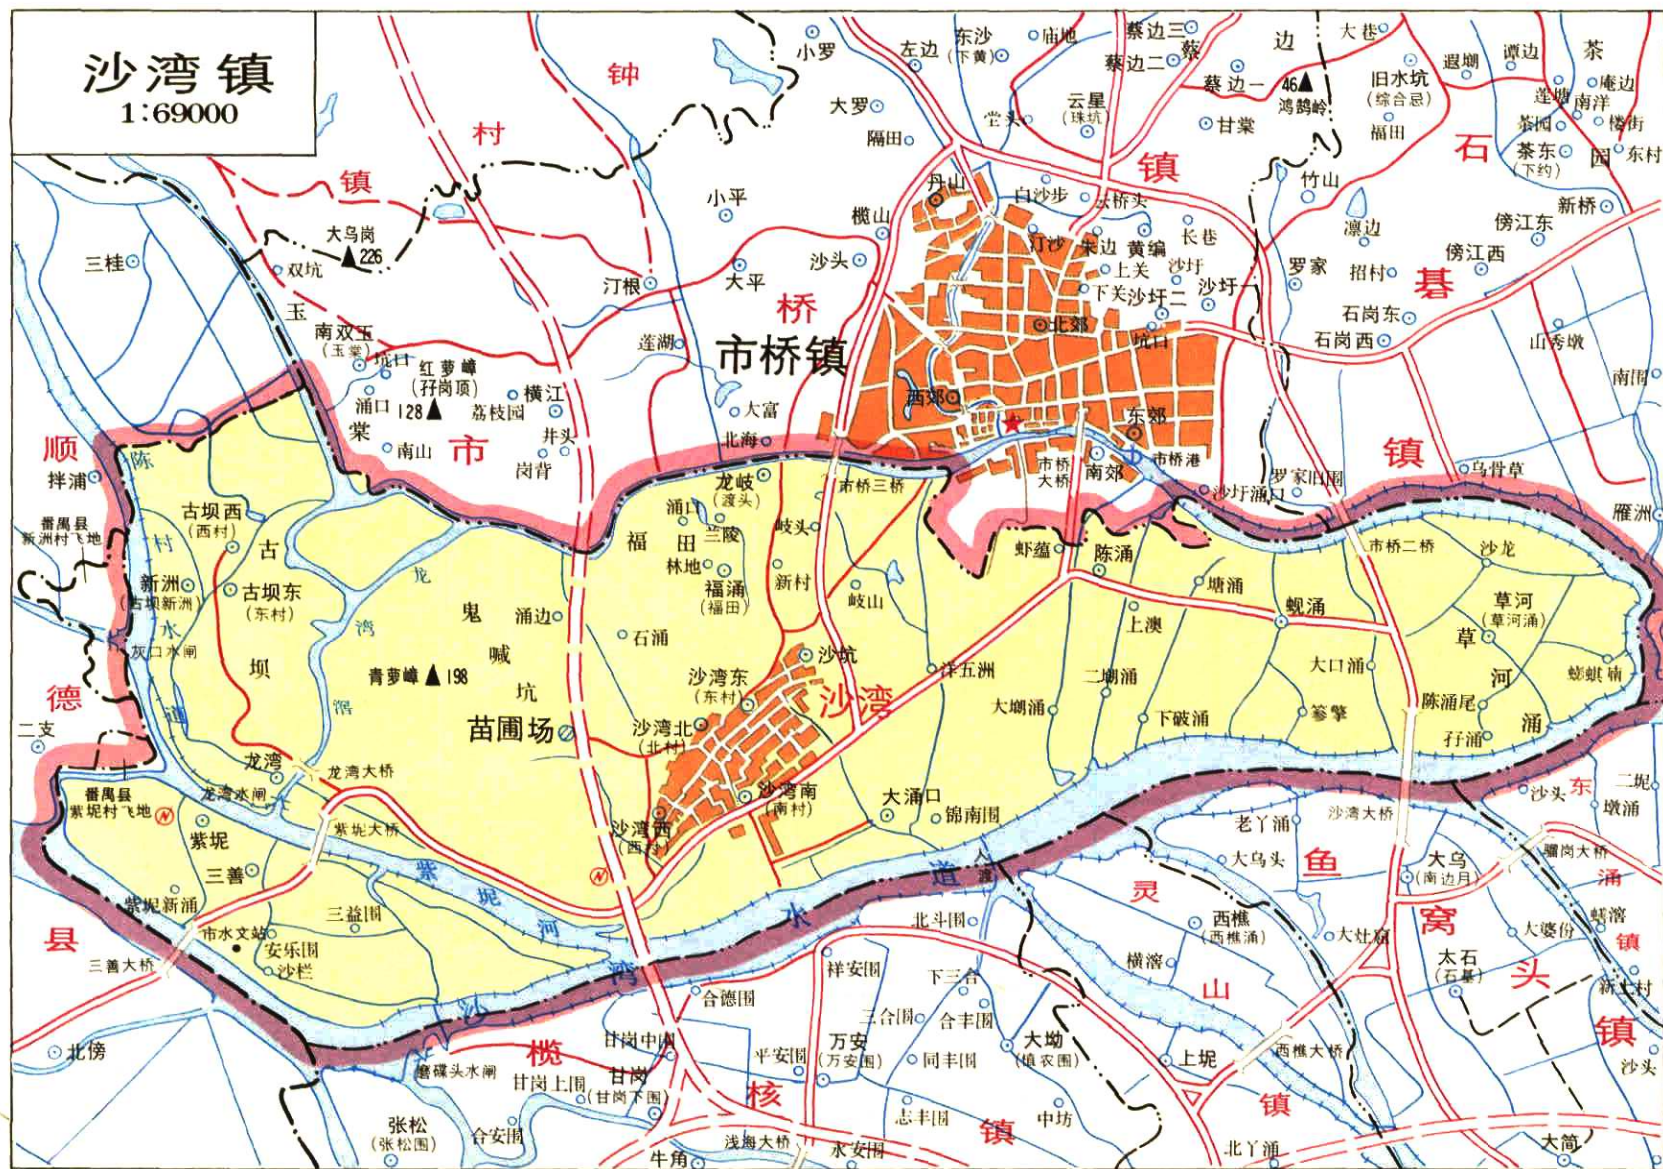 沙湾镇
1:69000
钟
村
镇
小罗
左边
东沙
(下黄)
庙地
蔡边三
蔡边二
蔡
边
蔡边一
46
鸿鹄岭
大巷
旧水坑
(综合总)
福田
遐塱
谭边
茶
莲塘
南洋
庵边
茶园
楼街
茶东
(下约)
园
东村
大罗
隔田
云星
(珠坑)
甘棠
石
镇
竹山
新桥
傍江东
傍江西
凛边
招村
碁
小平
榄山
丹山
白沙步
云桥头
汀沙
朱边
黄编
长巷
上关
沙圩
下关
沙圩二
沙圩一
罗家
石岗东
石岗西
山秀墩
南围
三桂
大乌岗
226
双坑
玉
南双玉
(玉棠)
坑口
红萝嶂
(孖岗顶)
横江
涌口
128
荔枝园
棠
南山
市
井头
岗背
汀根
大平
沙头
莲湖
桥
市桥镇
北郊
坑口
西郊
东郊
大富
北海
市桥
大桥
南郊
市桥港
沙圩涌口
罗家旧围
镇
乌骨草
雁洲
顺
拌浦
陈
番禺县
新洲村飞地
古坝西
(西村)
古
村
新洲
(古坝新洲)
古坝东
(东村)
水
灰口水闸
坝
德
道
二支
龙岐
(渡头)
市桥三桥
涌口
兰陵
岐头
福
田
林地
福涌
(福田)
新村
岐山
虾蕴
陈涌
市桥二桥
沙龙
塘涌
蚬涌
上澳
草河
(草河涌)
草
河
涌
龙
湾
滘
鬼
喊
坑
涌边
石涌
青萝嶂
198
苗圃场
沙坑
沙湾东
(东村)
沙湾
沙湾北
(北村)
洋五洲
大塱涌
二塱涌
下破涌
大口涌
蟛蜞㘓
陈涌尾
孖涌
龙湾
龙湾大桥
龙湾水闸
番禺县
紫坭村飞地
紫坭
紫坭大桥
沙湾南
(南村)
沙湾西
(西村)
大涌口
锦南围
三善
紫坭新涌
三益围
市水文站
安乐围
沙栏
三善大桥
紫
坭
河
沙
湾
水
道
人渡
县
北傍
磨碟头水闸
张松
(张松围)
合安围
榄
核
镇
甘岗中围
甘岗上围
甘岗
(甘岗下围)
牛角
合德围
祥安围
平安围
万安
(万安围)
浅海大桥
永安围
北斗围
下三合
三合围
合丰围
同丰围
志丰围
大坳
(镇农围)
中坊
灵
山
镇
老丫涌
大乌头
西樵
(西樵涌)
横滘
上坭
西樵大桥
北丫涌
大灶窟
鱼
窝
头
镇
沙湾大桥
大乌
(南边月)
太石
(石基)
大婆份
骝岗大桥
沙头
东
涌
镇
二坭
墩涌
蟧滘
新土村
沙头
大简